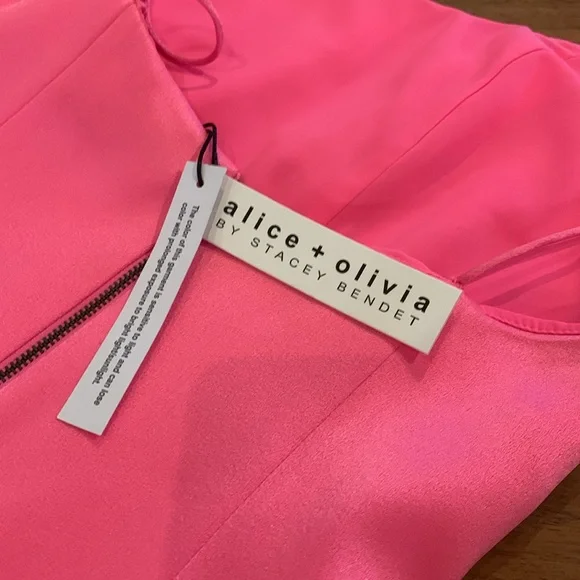 alice + olivia
BY STACEY BENDET
The color of this garment is sensitive to light and can lose
color with prolonged exposure to bright light/sunlight.